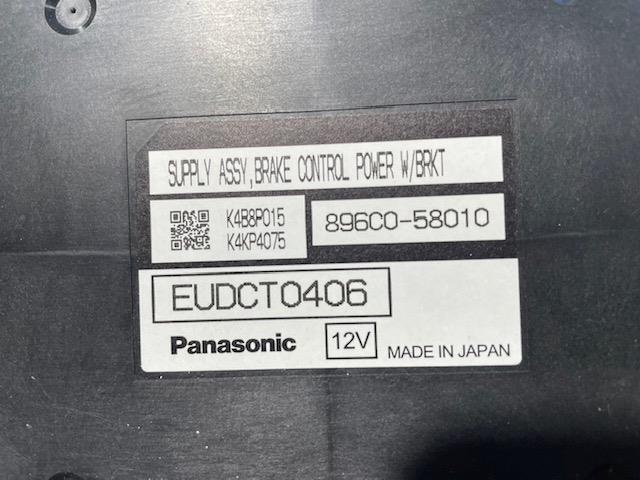 SUPPLY ASSY,BRAKE CONTROL POWER W/BRKT
K4B8P015
K4KP4075
896C0-58010
EUDCT0406
Panasonic 12V MADE IN JAPAN